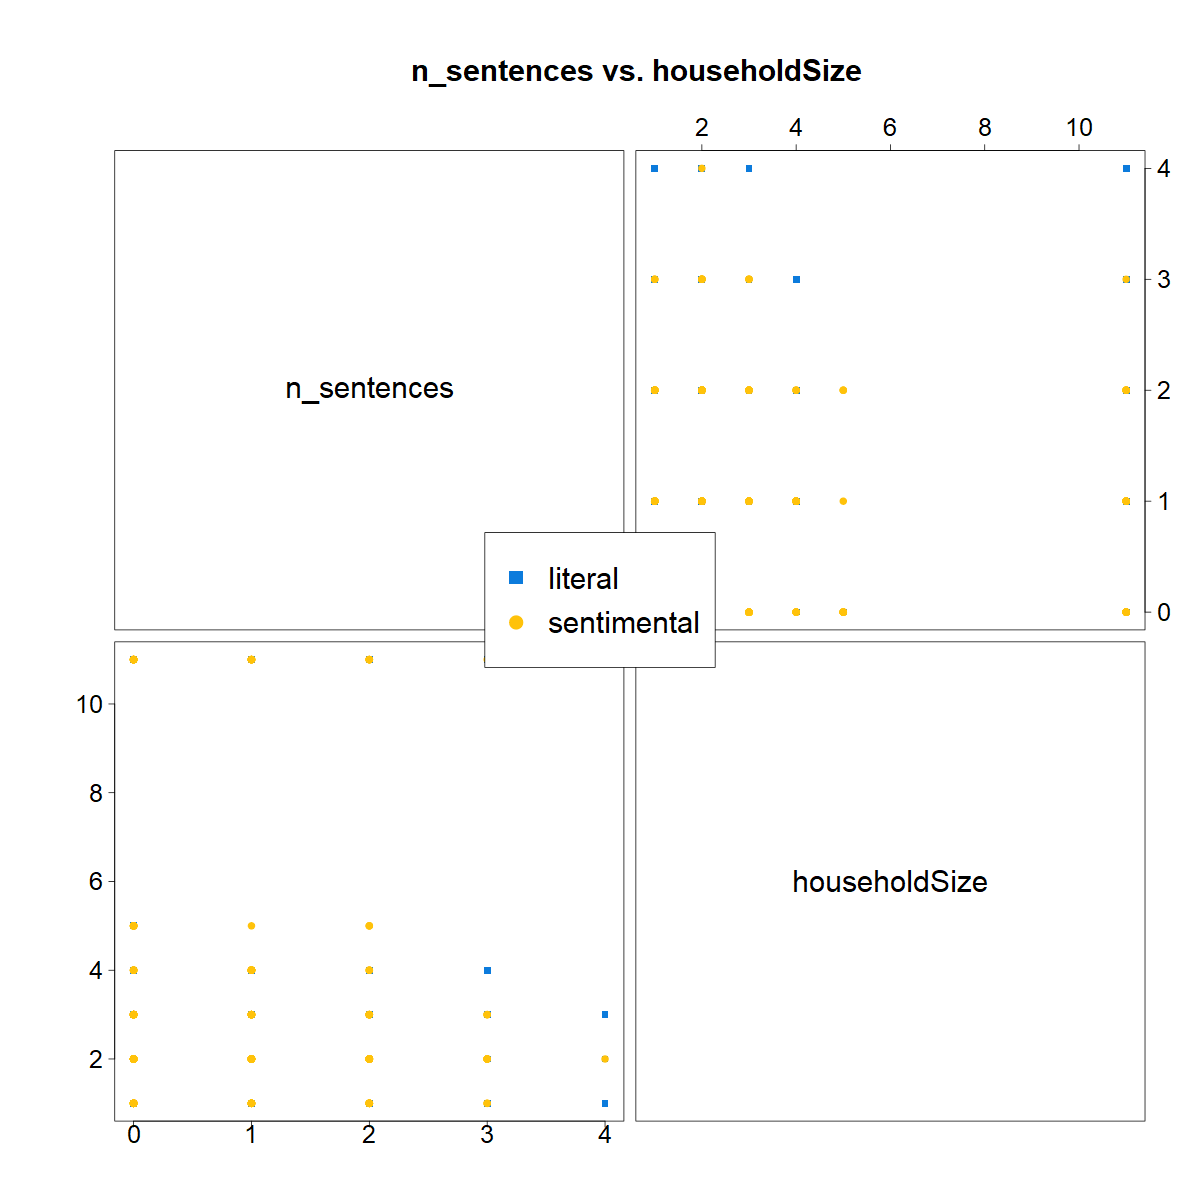 n_sentences vs. householdSize
2 4 6 8 10
4
3
n_sentences
2
1
literal
sentimental
0
10
8
6
householdSize
4
2
0 1 2 3 4